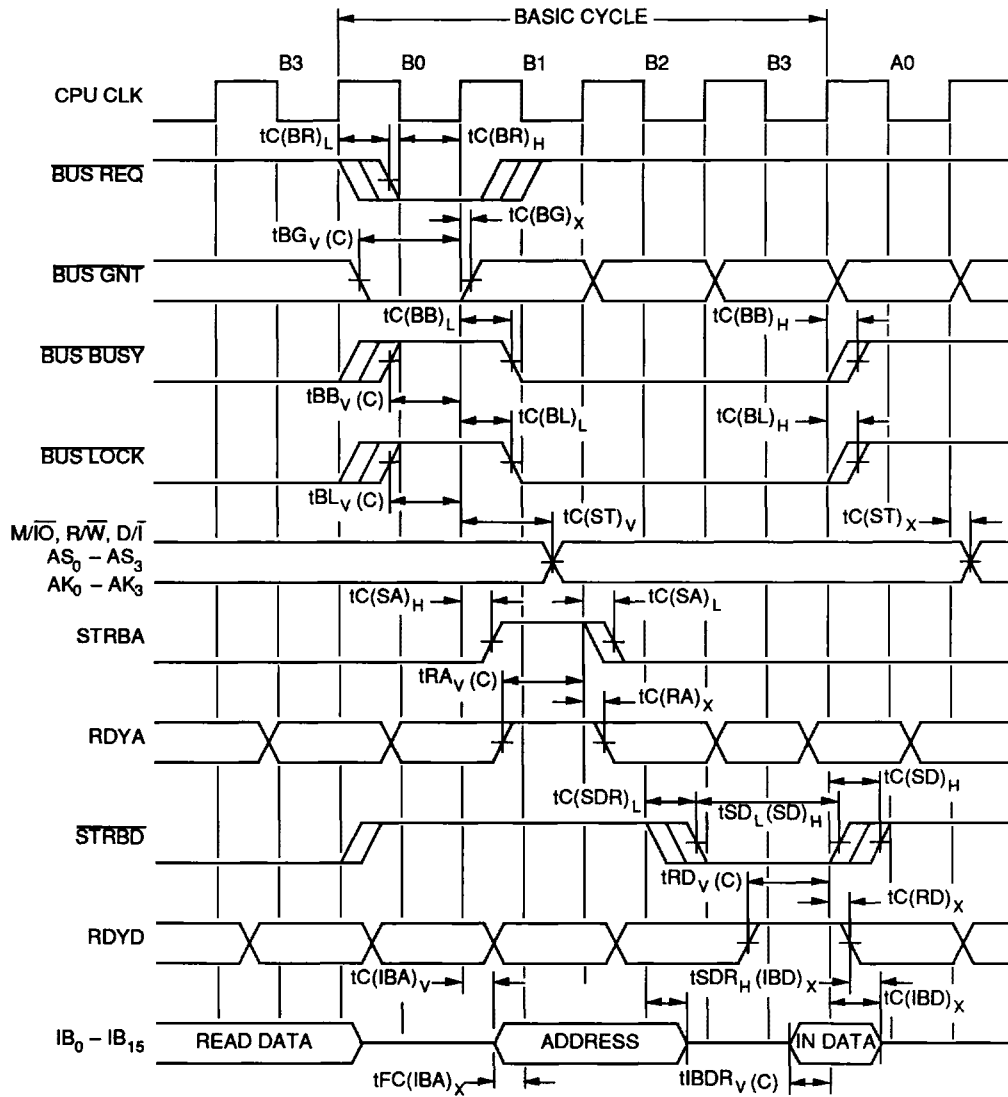 BASIC CYCLE
B3 B0 B1 B2 B3 A0
CPU CLK
tC(BR)L tC(BR)H
BUS REQ
tC(BG)X
tBGV (C)
BUS GNT
tC(BB)L tC(BB)H
BUS BUSY
tBBV (C)
tC(BL)L tC(BL)H
BUS LOCK
tBLV (C)
tC(ST)V tC(ST)X
M/IO, R/W, D/I
AS0 – AS3
AK0 – AK3
tC(SA)H tC(SA)L
STRBA
tRAV (C)
tC(RA)X
RDYA
tC(SD)H
tC(SDR)L tSDL(SD)H
STRBD
tRDV (C)
tC(RD)X
RDYD
tC(IBA)V tSDRH(IBD)X tC(IBD)X
IB0 – IB15 READ DATA ADDRESS IN DATA
tFC(IBA)X tIBDRV (C)